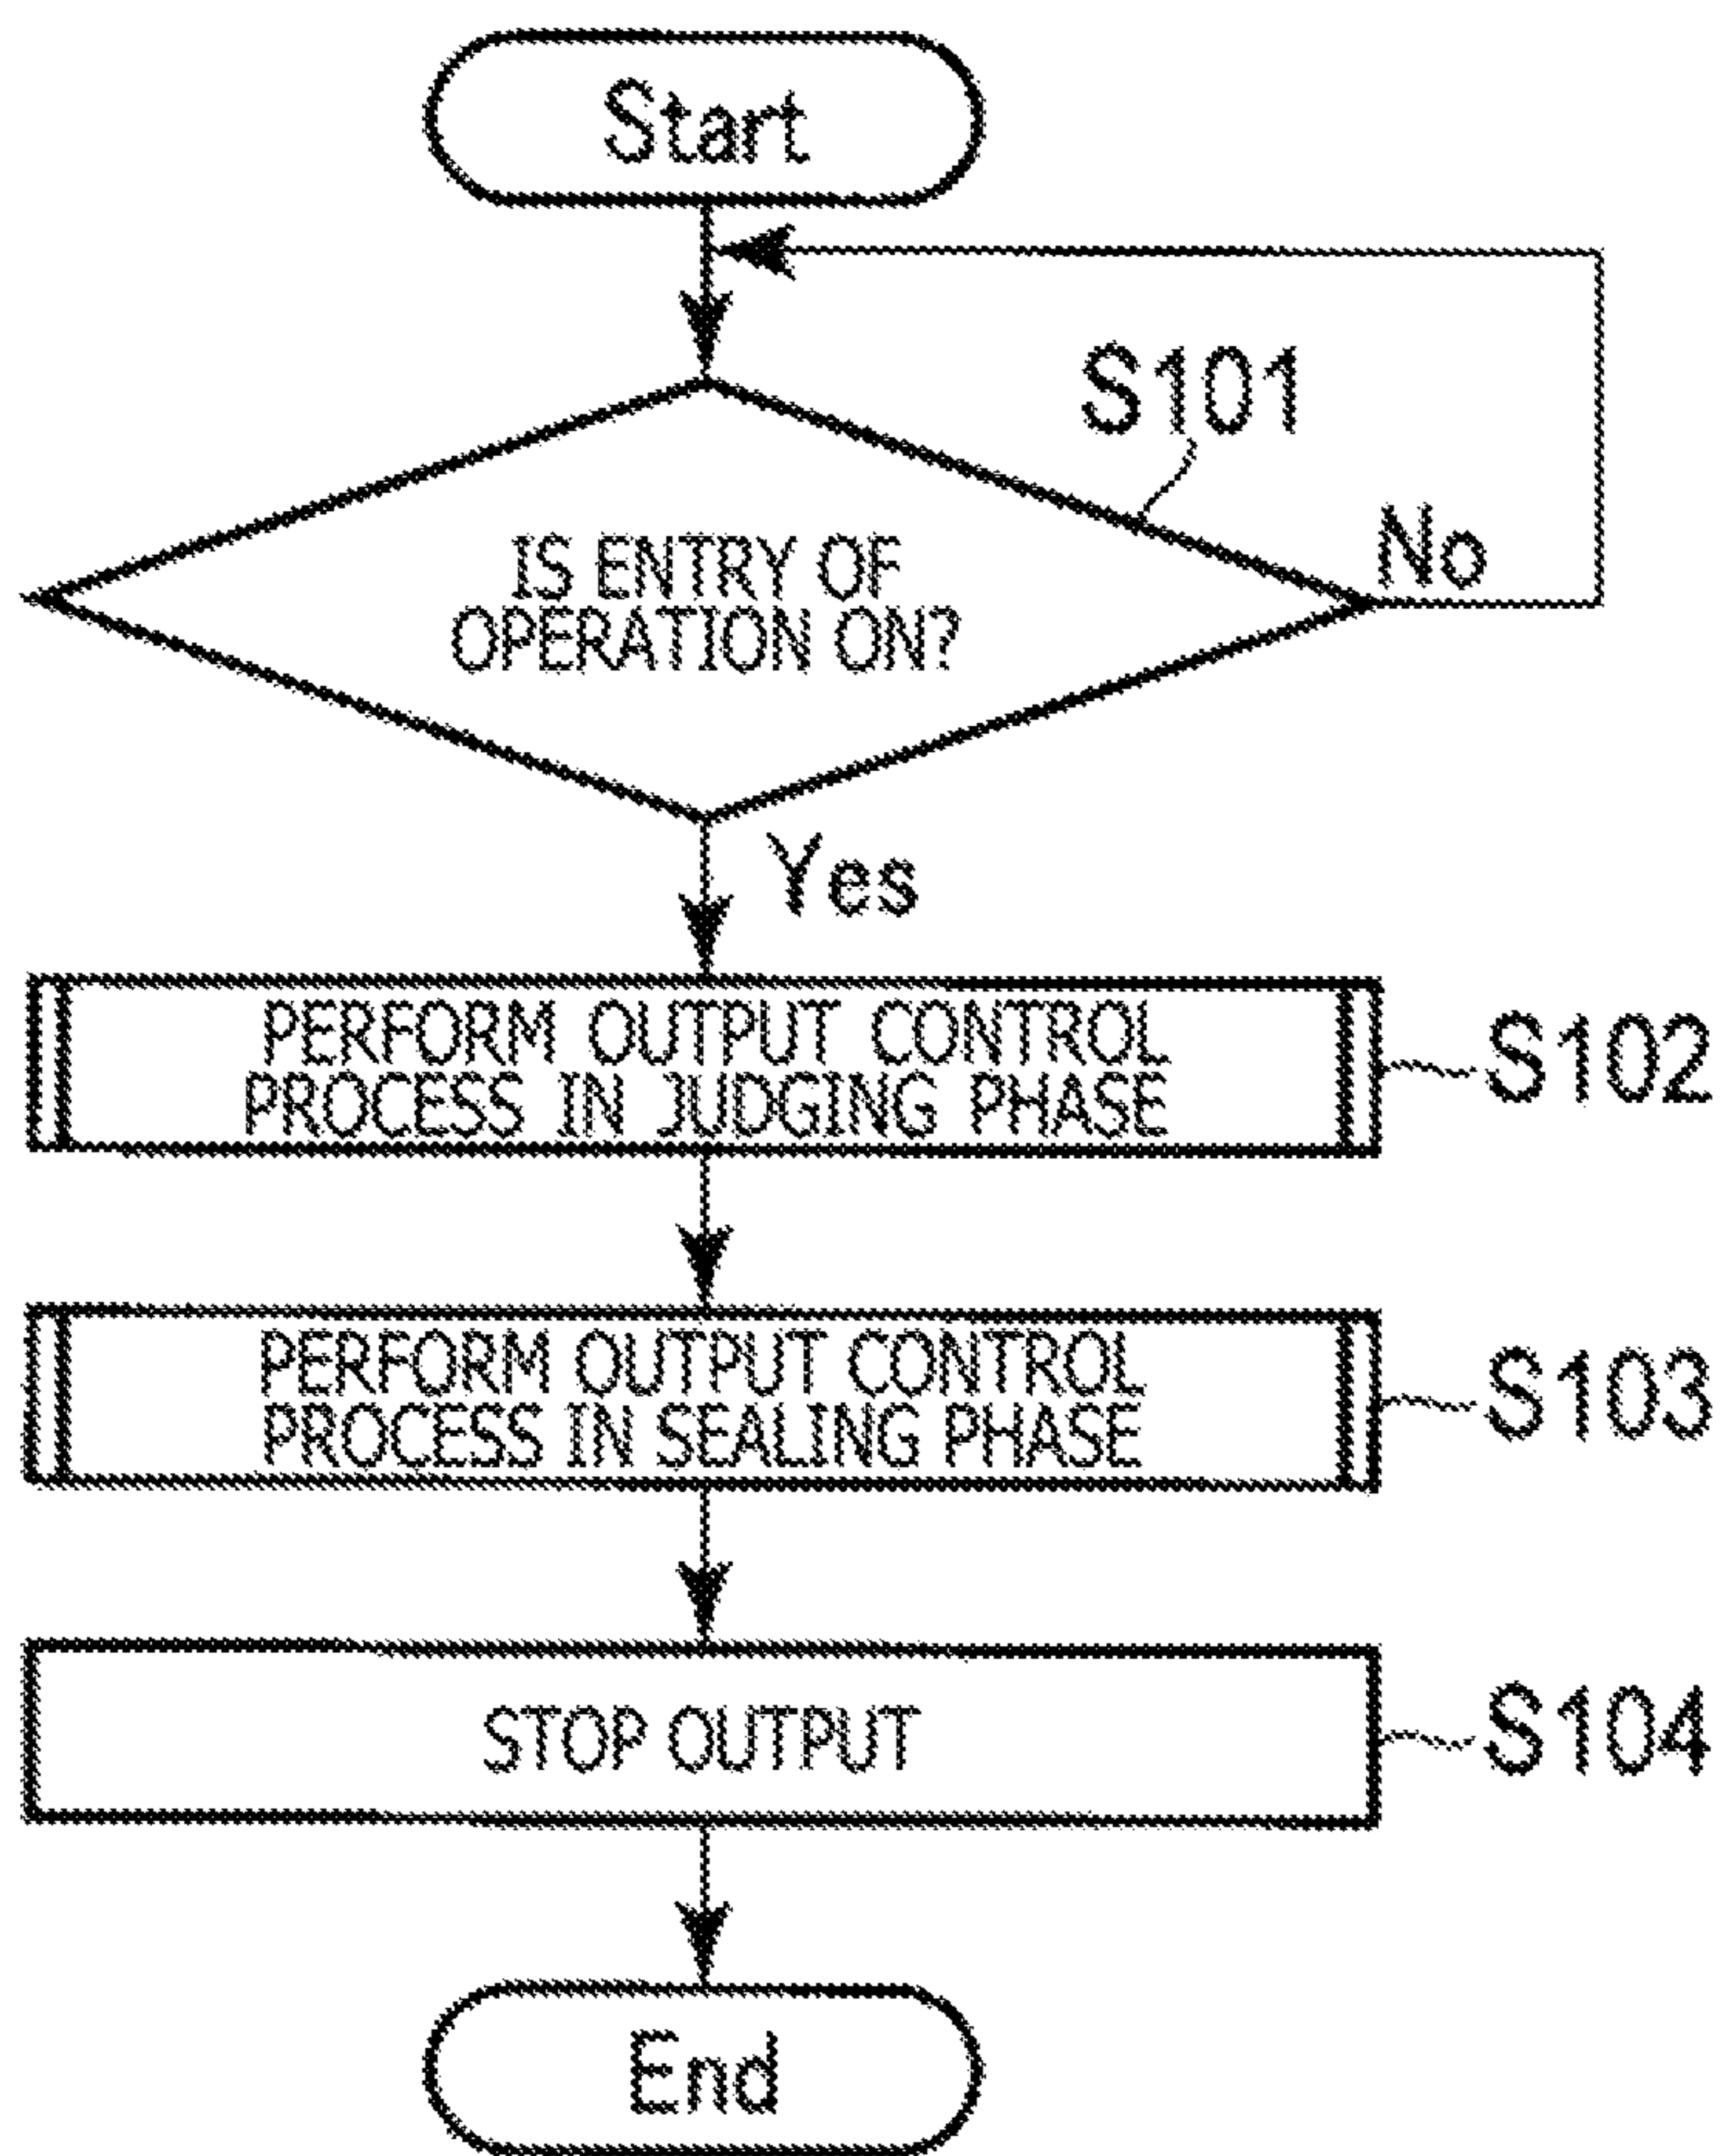 Start
S101
No
IS ENTRY OF
OPERATION ON?
Yes
PERFORM OUTPUT CONTROL
PROCESS IN JUDGING PHASE
S102
PERFORM OUTPUT CONTROL
PROCESS IN SEALING PHASE
S103
STOP OUTPUT
S104
End